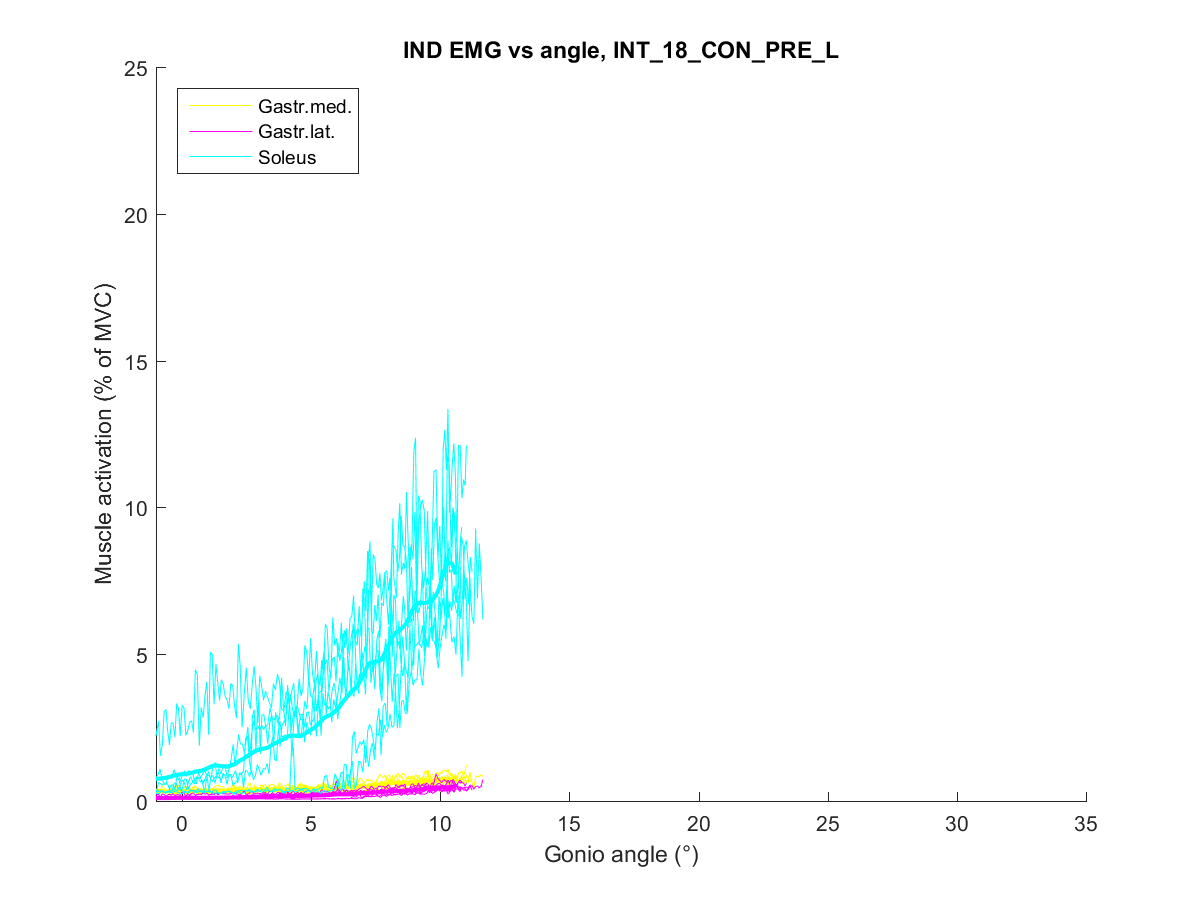 IND EMG vs angle, INT_18_CON_PRE_L
25
20
15
10
5
0
Muscle activation (% of MVC)
Gastr.med.
Gastr.lat.
Soleus
0 5 10 15 20 25 30 35
Gonio angle (°)